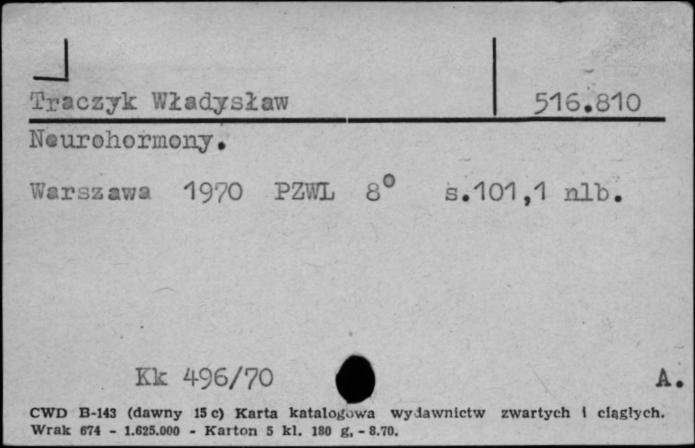 Traczyk Władysław 516.810
Neurohormony.
Warszawa 1970 PZWL 8° s.101,1 nlb.
Kk 496/70 A.
CWD B-143 (dawny 15 c) Karta katalogowa wydawnictw zwartych i ciągłych.
Wrak 674 - 1.625.000 - Karton 5 kl. 180 g, - 8.70.